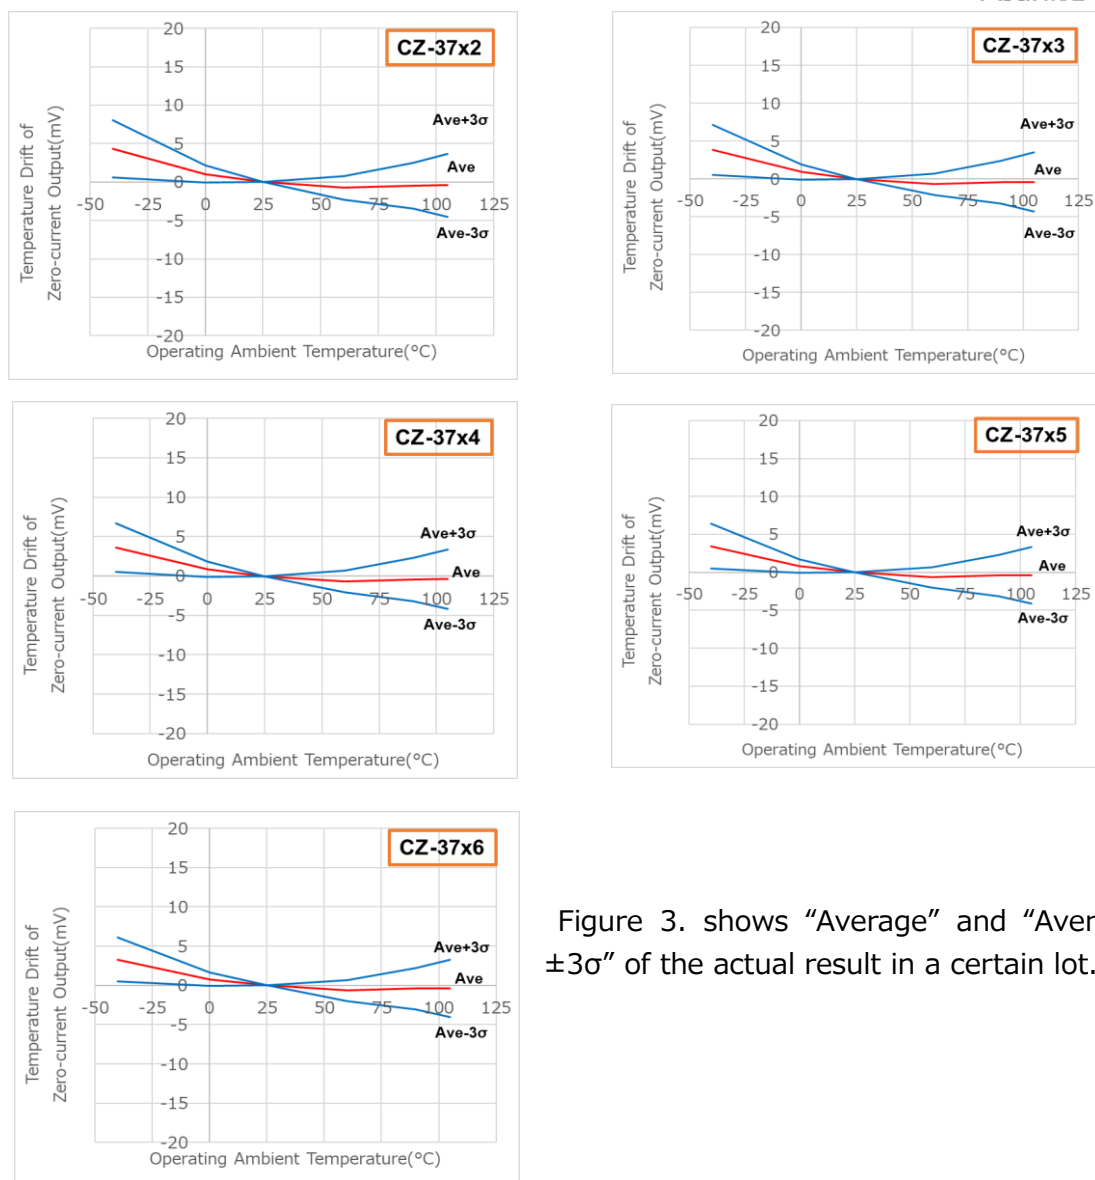 CZ-37x2
20
15
10
5
0
-5
-10
-15
-20
-50
-25
0
25
50
75
100
125
Ave+3σ
Ave
Ave-3σ
Temperature Drift of
Zero-current Output(mV)
Operating Ambient Temperature(°C)
CZ-37x3
20
15
10
5
0
-5
-10
-15
-20
-50
-25
0
25
50
75
100
125
Ave+3σ
Ave
Ave-3σ
Temperature Drift of
Zero-current Output(mV)
Operating Ambient Temperature(°C)
CZ-37x4
20
15
10
5
0
-5
-10
-15
-20
-50
-25
0
25
50
75
100
125
Ave+3σ
Ave
Ave-3σ
Temperature Drift of
Zero-current Output(mV)
Operating Ambient Temperature(°C)
CZ-37x5
20
15
10
5
0
-5
-10
-15
-20
-50
-25
0
25
50
75
100
125
Ave+3σ
Ave
Ave-3σ
Temperature Drift of
Zero-current Output(mV)
Operating Ambient Temperature(°C)
CZ-37x6
20
15
10
5
0
-5
-10
-15
-20
-50
-25
0
25
50
75
100
125
Ave+3σ
Ave
Ave-3σ
Temperature Drift of
Zero-current Output(mV)
Operating Ambient Temperature(°C)
Figure 3. shows “Average” and “Aver
±3σ” of the actual result in a certain lot.